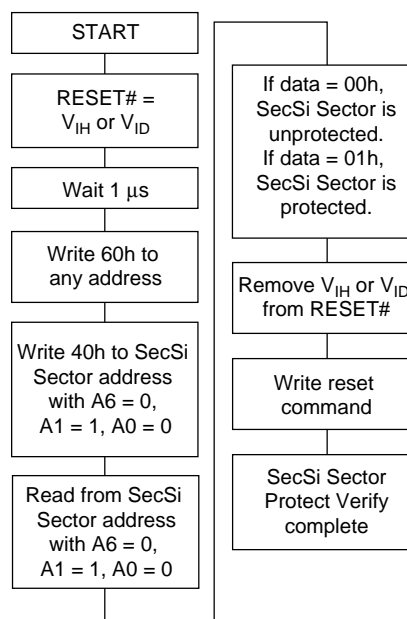 START
RESET# =
VIH or VID
Wait 1 μs
Write 60h to
any address
Write 40h to SecSi
Sector address
with A6 = 0,
A1 = 1, A0 = 0
Read from SecSi
Sector address
with A6 = 0,
A1 = 1, A0 = 0
If data = 00h,
SecSi Sector is
unprotected.
If data = 01h,
SecSi Sector is
protected.
Remove VIH or VID
from RESET#
Write reset
command
SecSi Sector
Protect Verify
complete